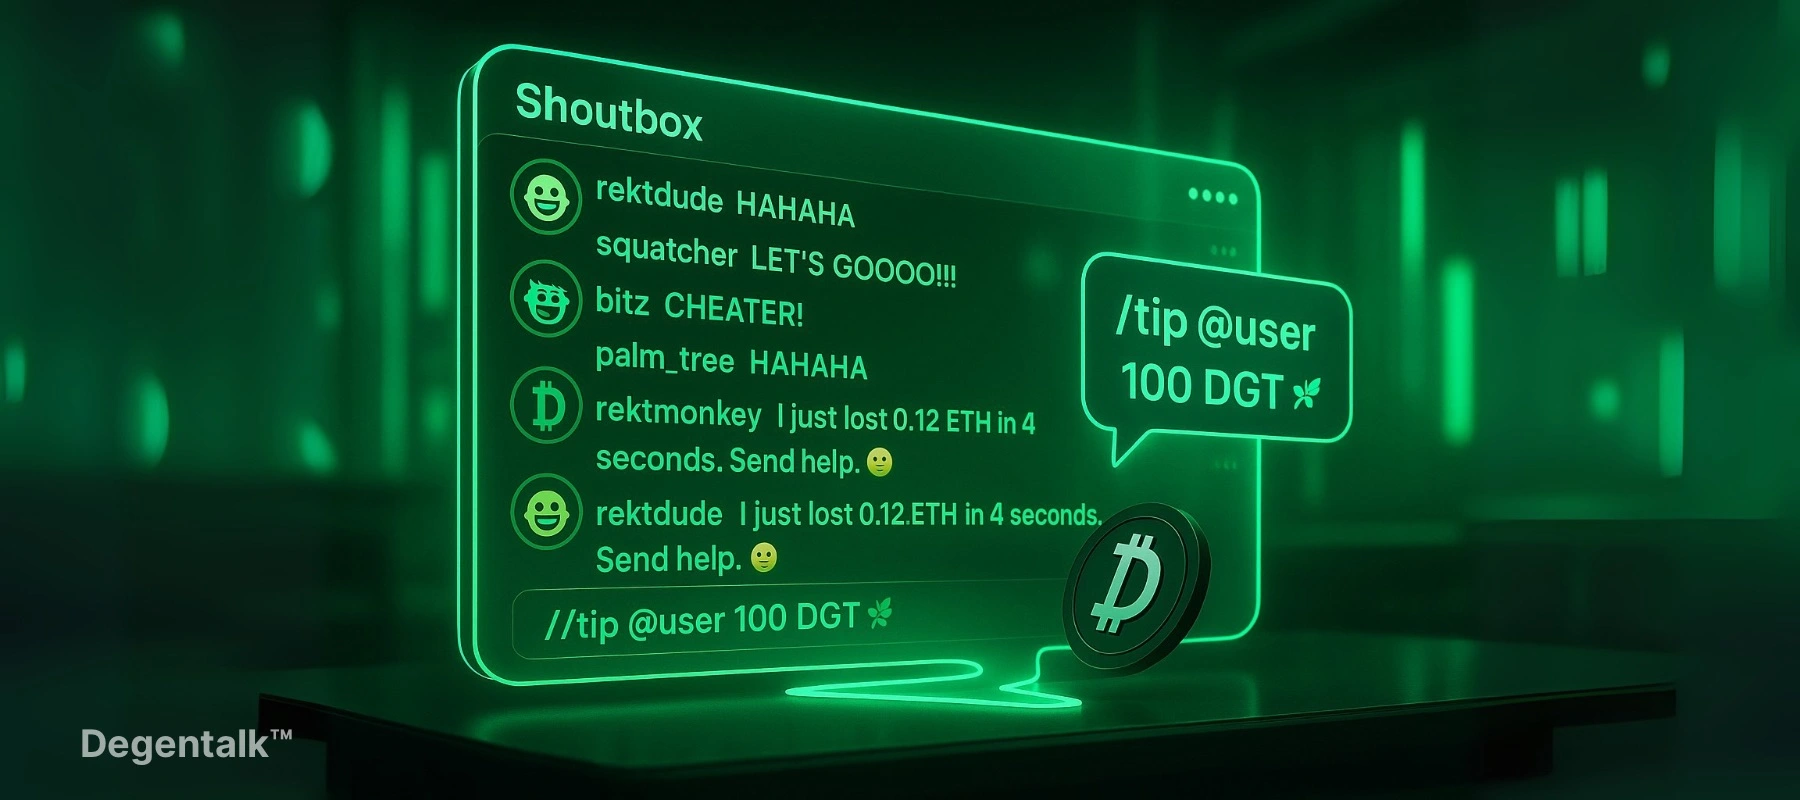 Shoutbox
rektdude HAHAHA
squatcher LET'S GOOOO!!!
bitz CHEATER!
palm_tree HAHAHA
rektmonkey I just lost 0.12 ETH in 4
seconds. Send help.
rektdude I just lost 0.12.ETH in 4 seconds.
Send help.
//tip @user 100 DGT
/tip @user
100 DGT
Degentalk™